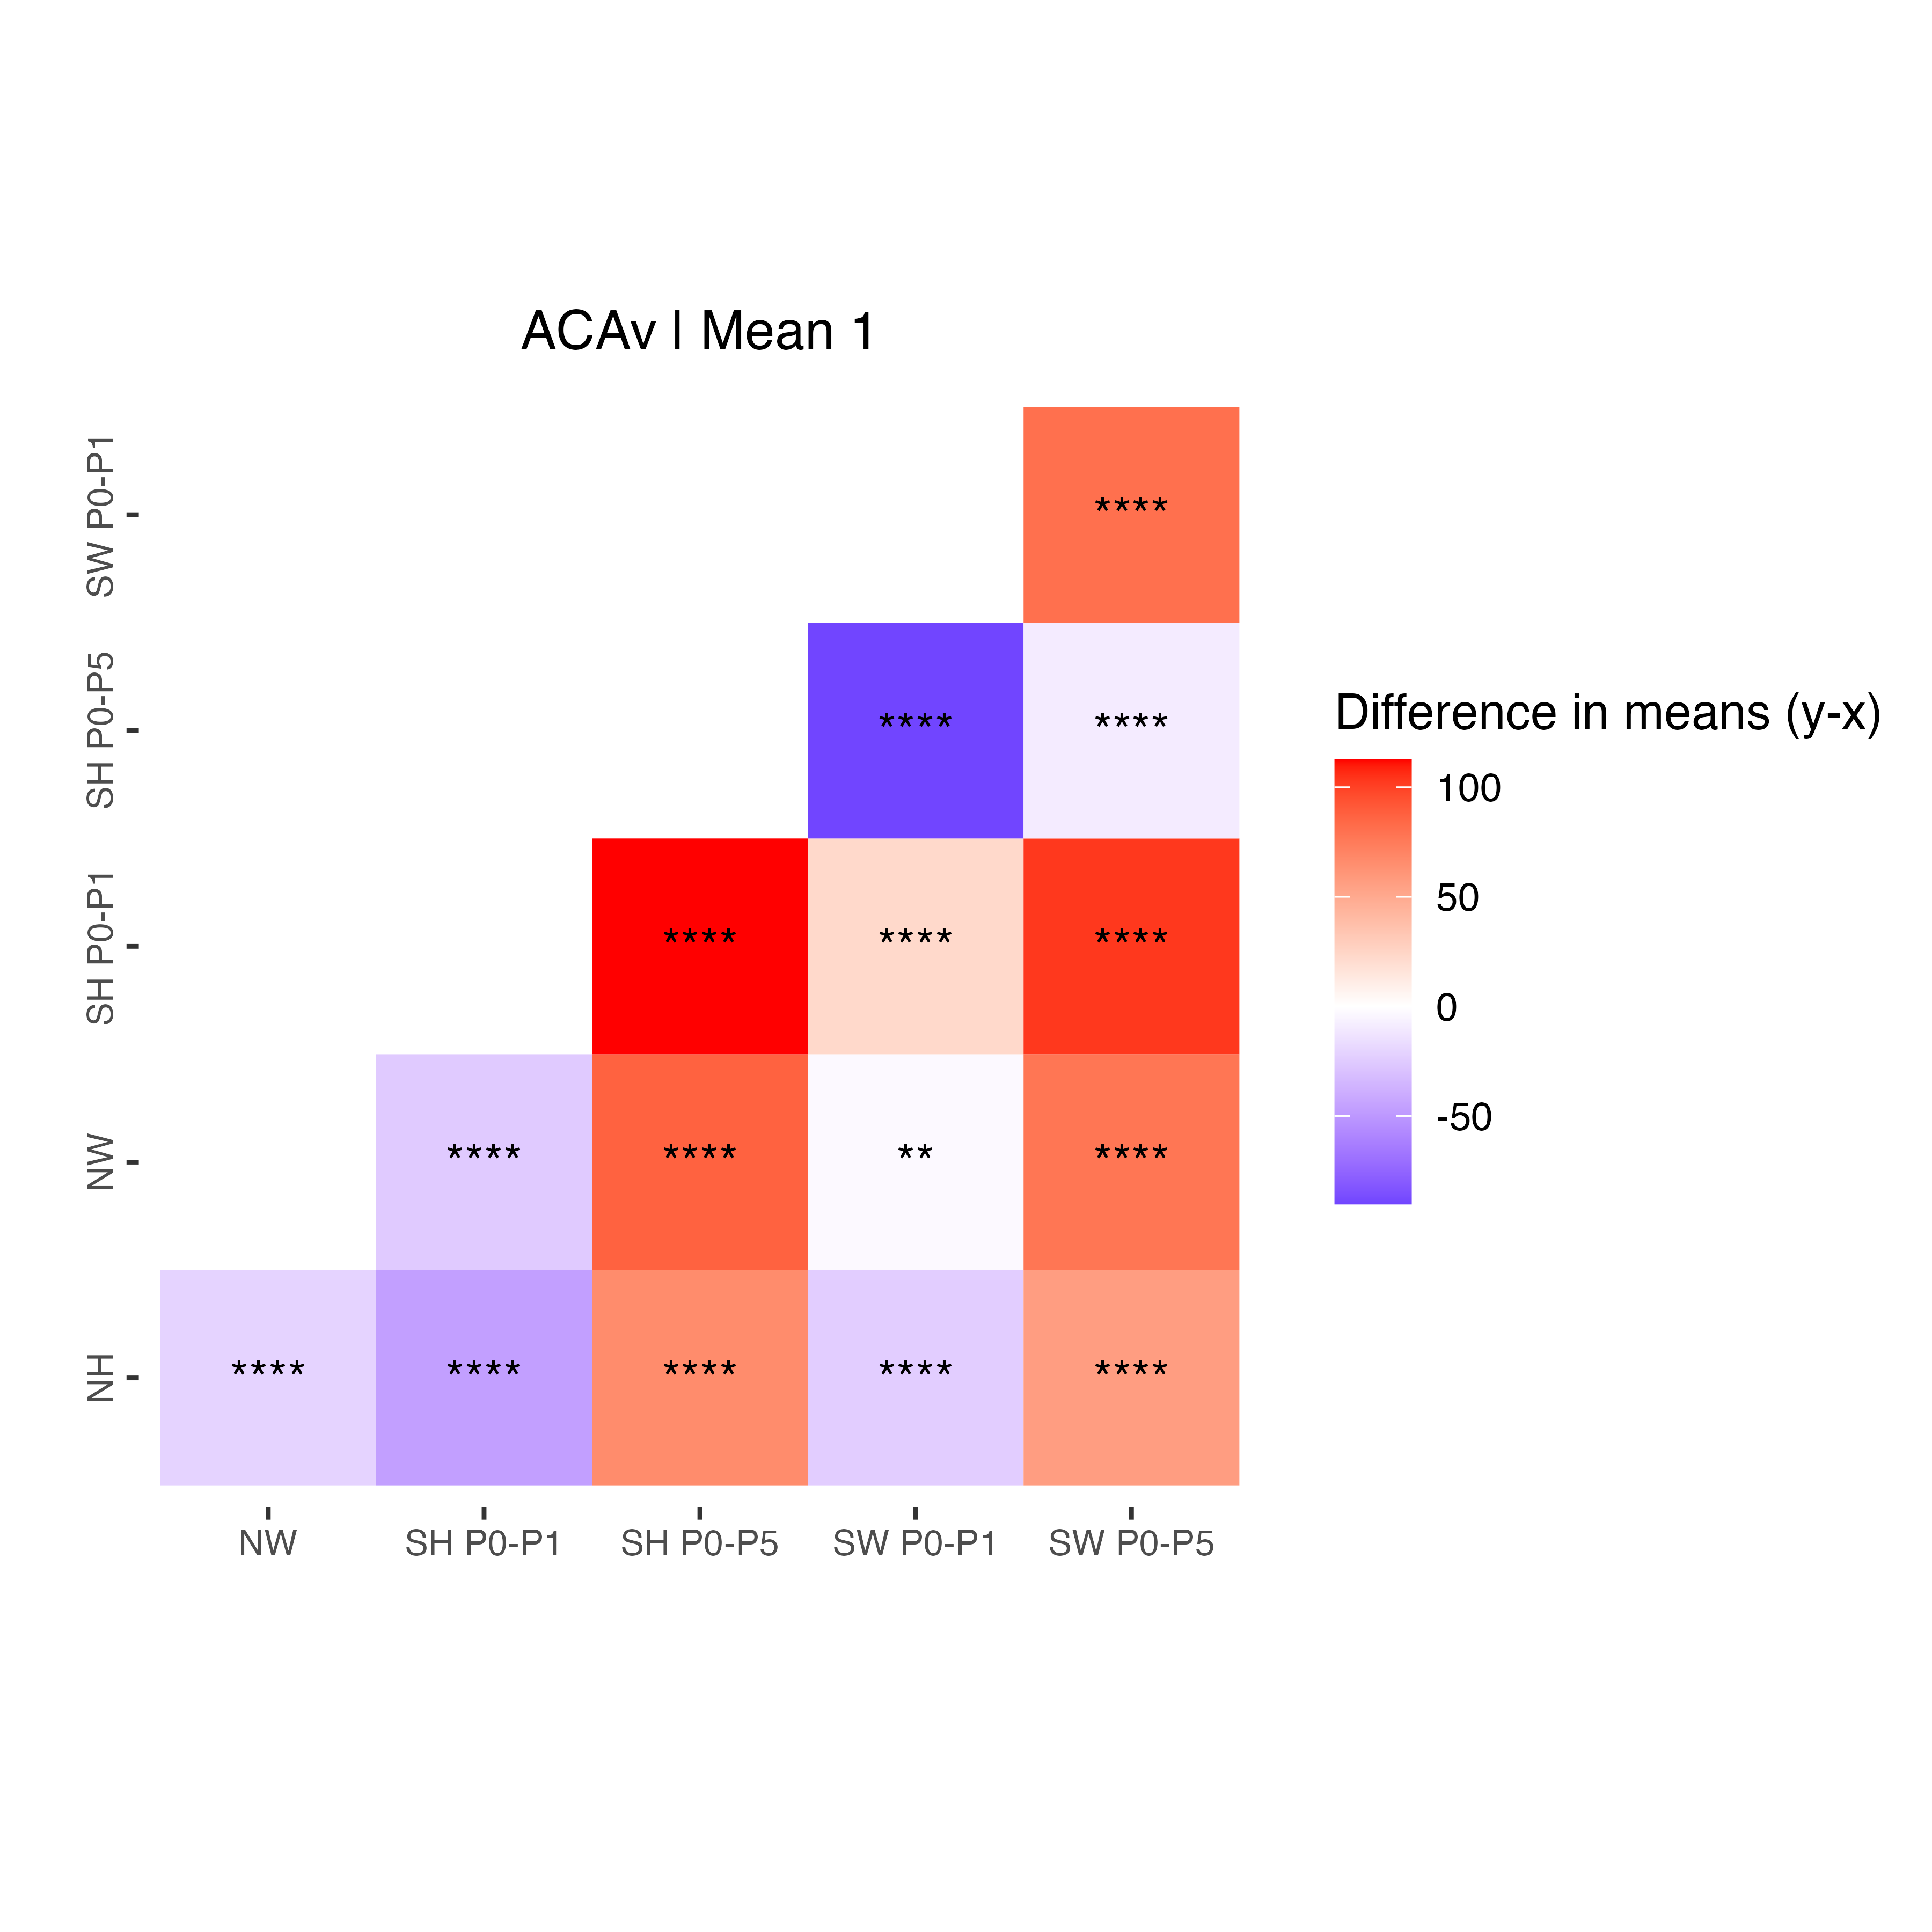 ACAv | Mean 1
SW P0-P1
****
SH P0-P5
**** ****
SH P0-P1
**** **** ****
NW
**** **** ** ****
NH
**** **** **** **** ****
NW SH P0-P1 SH P0-P5 SW P0-P1 SW P0-P5
Difference in means (y-x)
100
50
0
-50